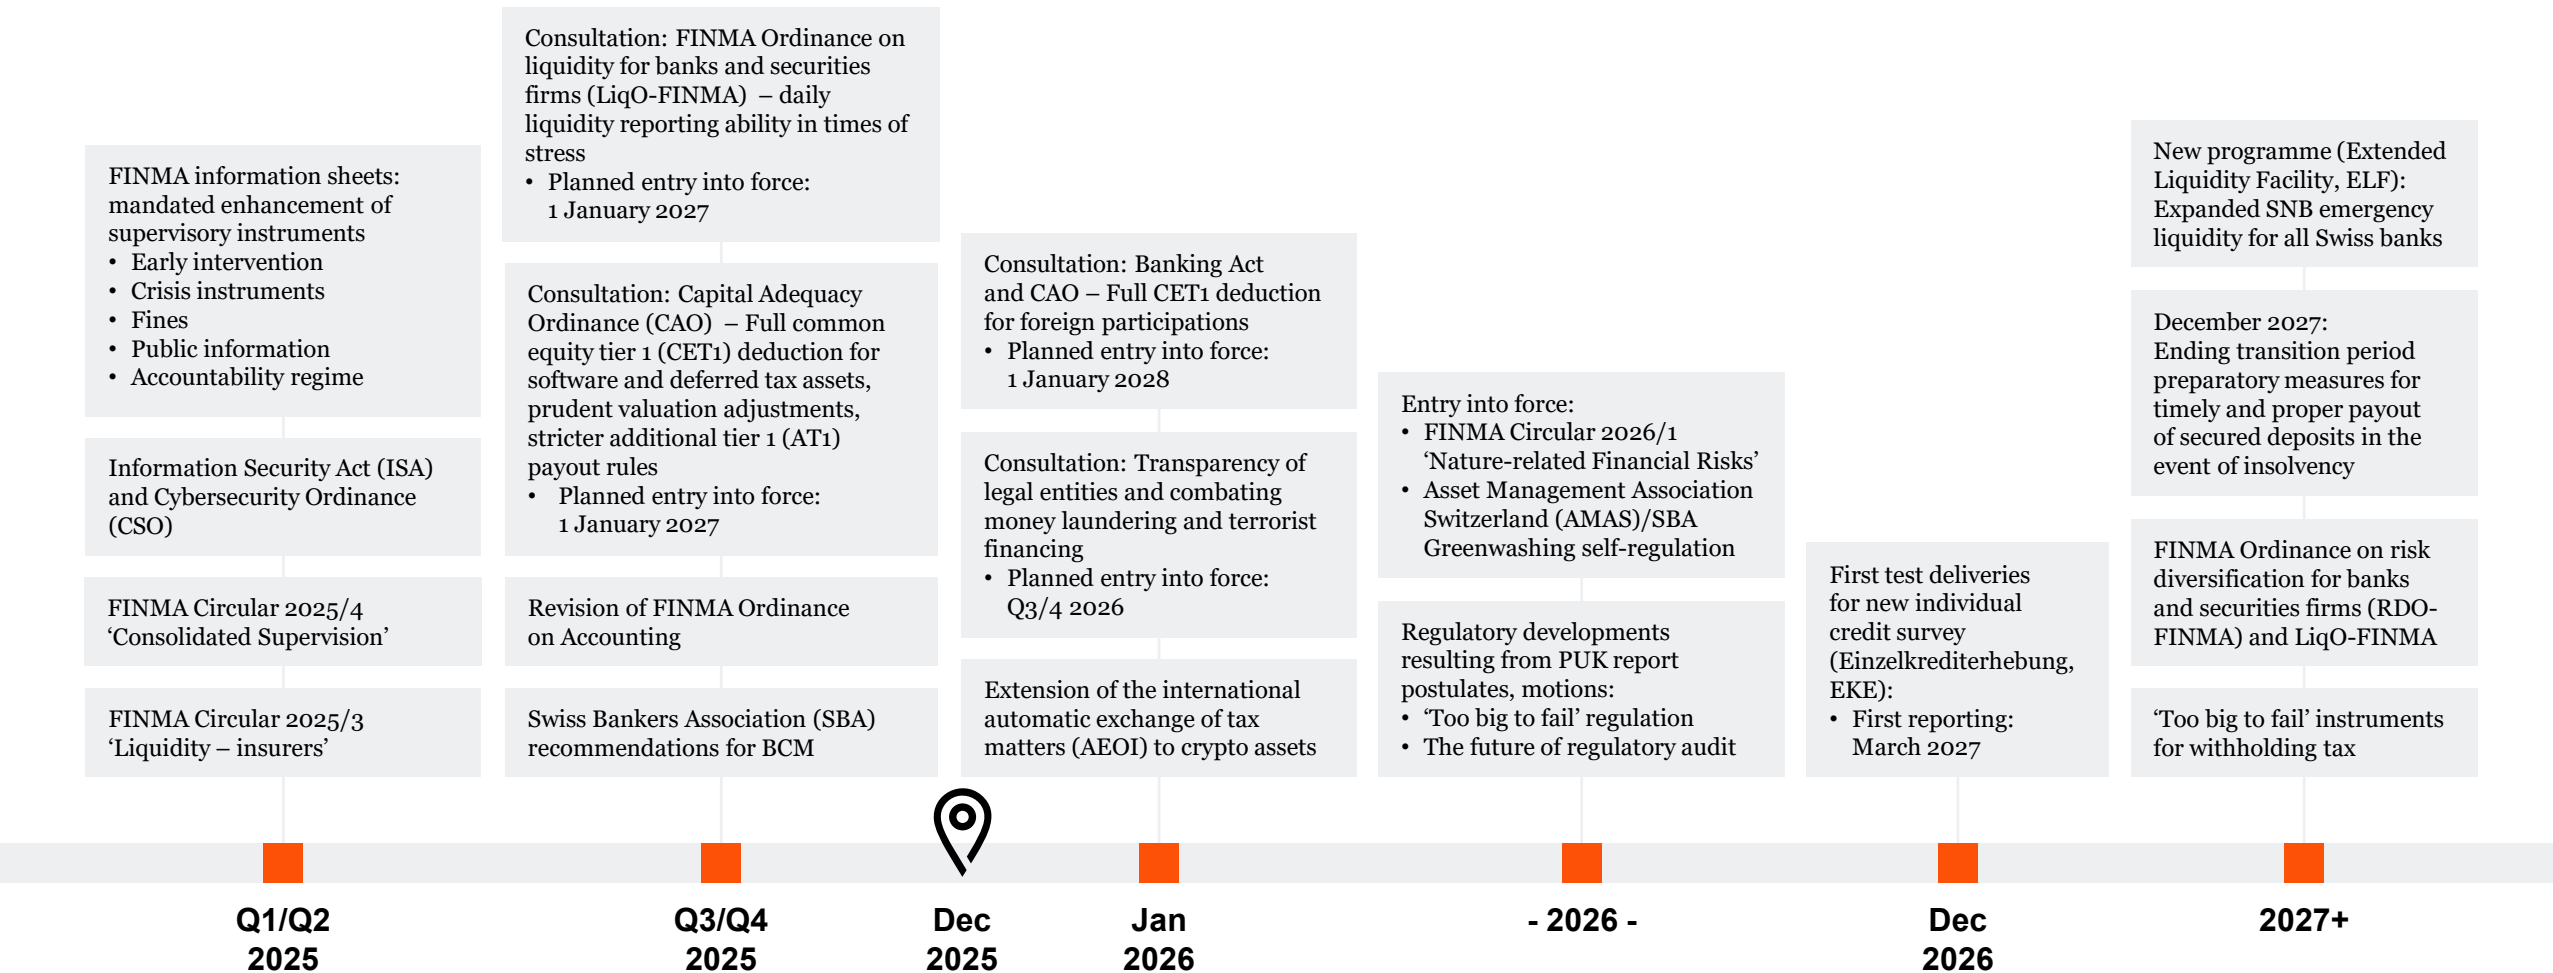 FINMA information sheets:
mandated enhancement of
supervisory instruments
• Early intervention
• Crisis instruments
• Fines
• Public information
• Accountability regime
Information Security Act (ISA)
and Cybersecurity Ordinance
(CSO)
FINMA Circular 2025/4
‘Consolidated Supervision’
FINMA Circular 2025/3
‘Liquidity – insurers’
Consultation: FINMA Ordinance on
liquidity for banks and securities
firms (LiqO-FINMA) – daily
liquidity reporting ability in times of
stress
• Planned entry into force:
1 January 2027
Consultation: Capital Adequacy
Ordinance (CAO) – Full common
equity tier 1 (CET1) deduction for
software and deferred tax assets,
prudent valuation adjustments,
stricter additional tier 1 (AT1)
payout rules
• Planned entry into force:
1 January 2027
Revision of FINMA Ordinance
on Accounting
Swiss Bankers Association (SBA)
recommendations for BCM
Consultation: Banking Act
and CAO – Full CET1 deduction
for foreign participations
• Planned entry into force:
1 January 2028
Consultation: Transparency of
legal entities and combating
money laundering and terrorist
financing
• Planned entry into force:
Q3/4 2026
Extension of the international
automatic exchange of tax
matters (AEOI) to crypto assets
Entry into force:
• FINMA Circular 2026/1
‘Nature-related Financial Risks’
• Asset Management Association
Switzerland (AMAS)/SBA
Greenwashing self-regulation
Regulatory developments
resulting from PUK report
postulates, motions:
• ‘Too big to fail’ regulation
• The future of regulatory audit
First test deliveries
for new individual
credit survey
(Einzelkrediterhebung,
EKE):
• First reporting:
March 2027
New programme (Extended
Liquidity Facility, ELF):
Expanded SNB emergency
liquidity for all Swiss banks
December 2027:
Ending transition period
preparatory measures for
timely and proper payout
of secured deposits in the
event of insolvency
FINMA Ordinance on risk
diversification for banks
and securities firms (RDO-
FINMA) and LiqO-FINMA
‘Too big to fail’ instruments
for withholding tax
Q1/Q2
2025
Q3/Q4
2025
Dec
2025
Jan
2026
- 2026 -
Dec
2026
2027+